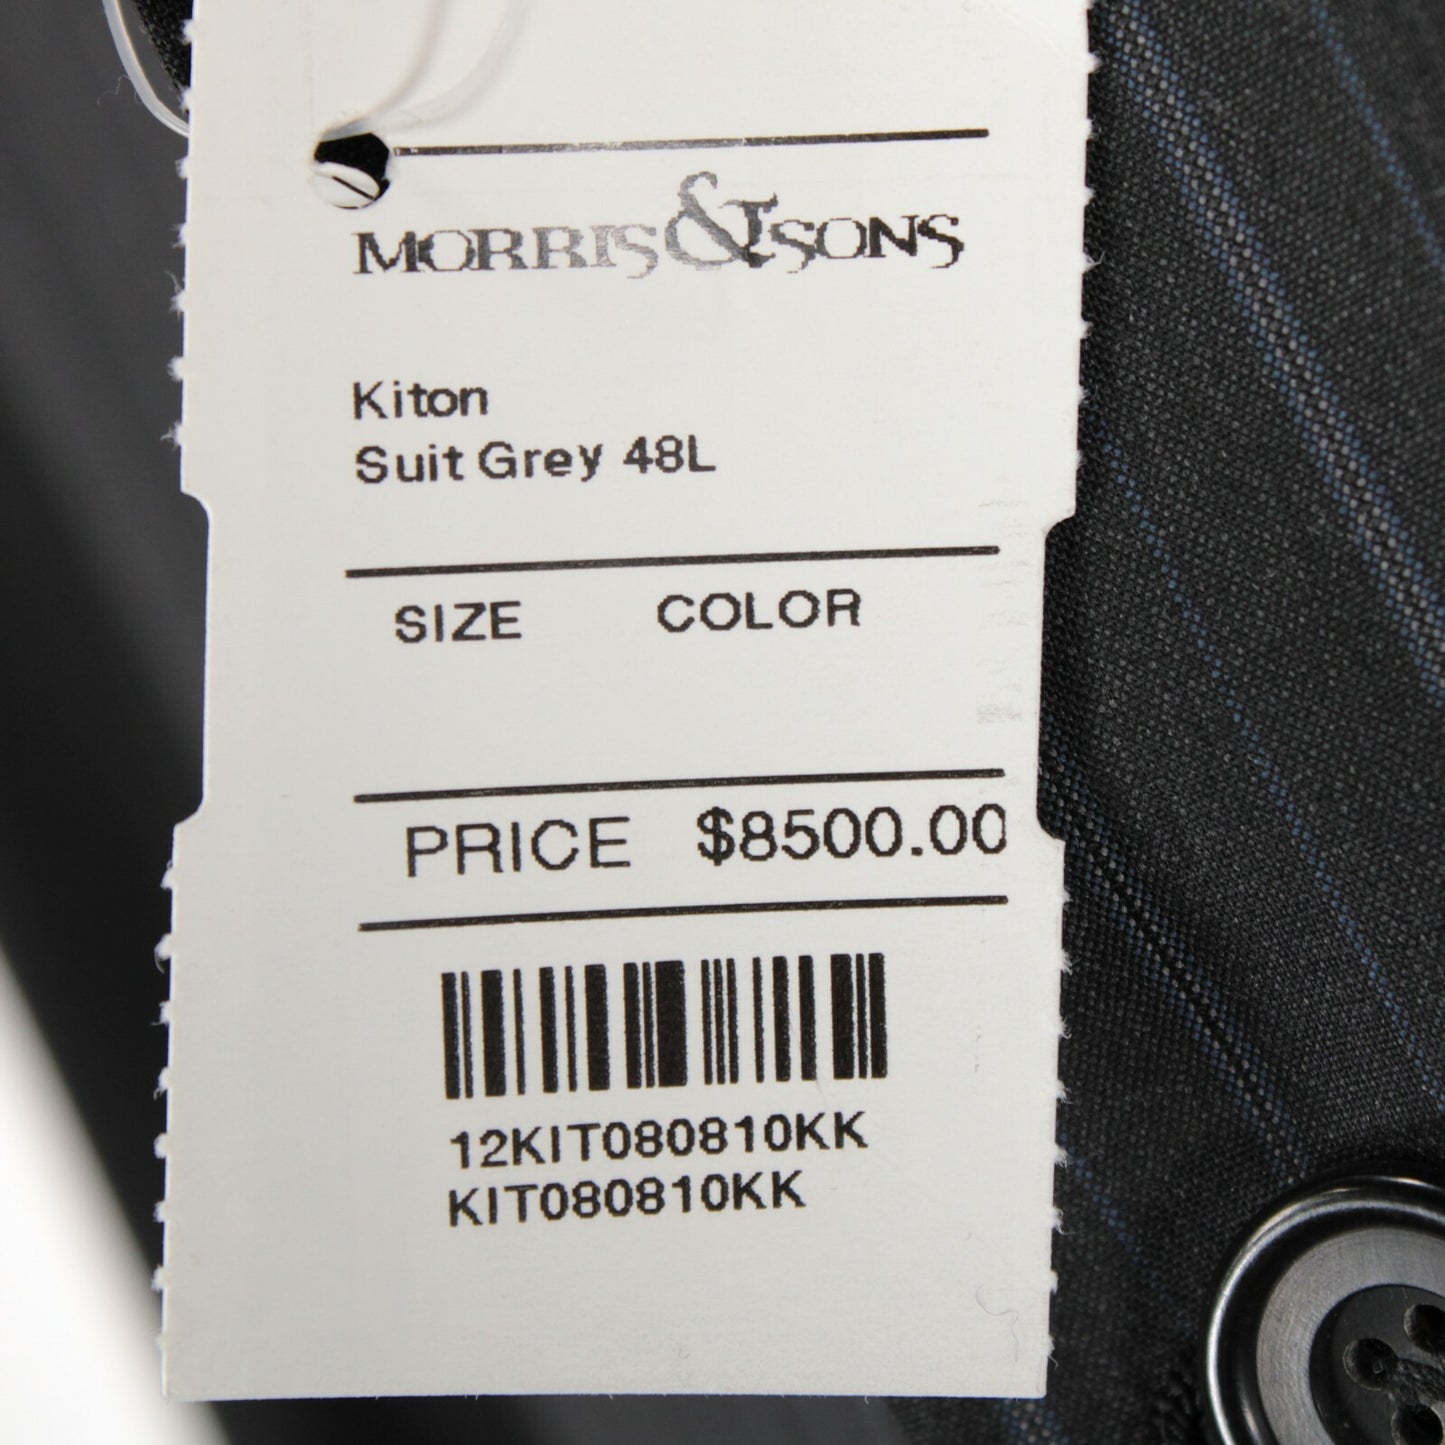 MORRIS & SONS
Kiton
Suit Grey 48L
SIZE COLOR
PRICE $8500.00
12KIT080810KK
KIT080810KK